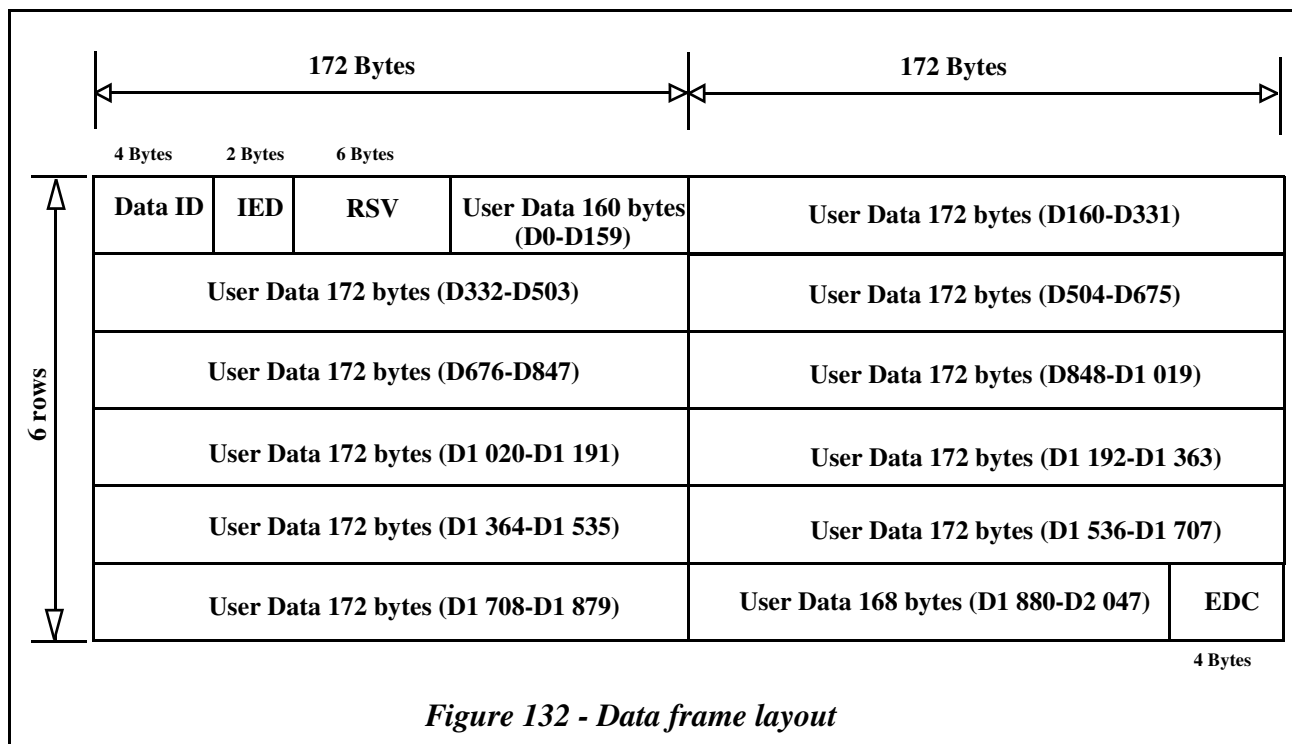 172 Bytes
172 Bytes
4 Bytes
2 Bytes
6 Bytes
Data ID
IED
RSV
User Data 160 bytes
(D0-D159)
User Data 172 bytes (D160-D331)
6 rows
User Data 172 bytes (D332-D503)
User Data 172 bytes (D504-D675)
User Data 172 bytes (D676-D847)
User Data 172 bytes (D848-D1 019)
User Data 172 bytes (D1 020-D1 191)
User Data 172 bytes (D1 192-D1 363)
User Data 172 bytes (D1 364-D1 535)
User Data 172 bytes (D1 536-D1 707)
User Data 172 bytes (D1 708-D1 879)
User Data 168 bytes (D1 880-D2 047)
EDC
4 Bytes
Figure 132 - Data frame layout